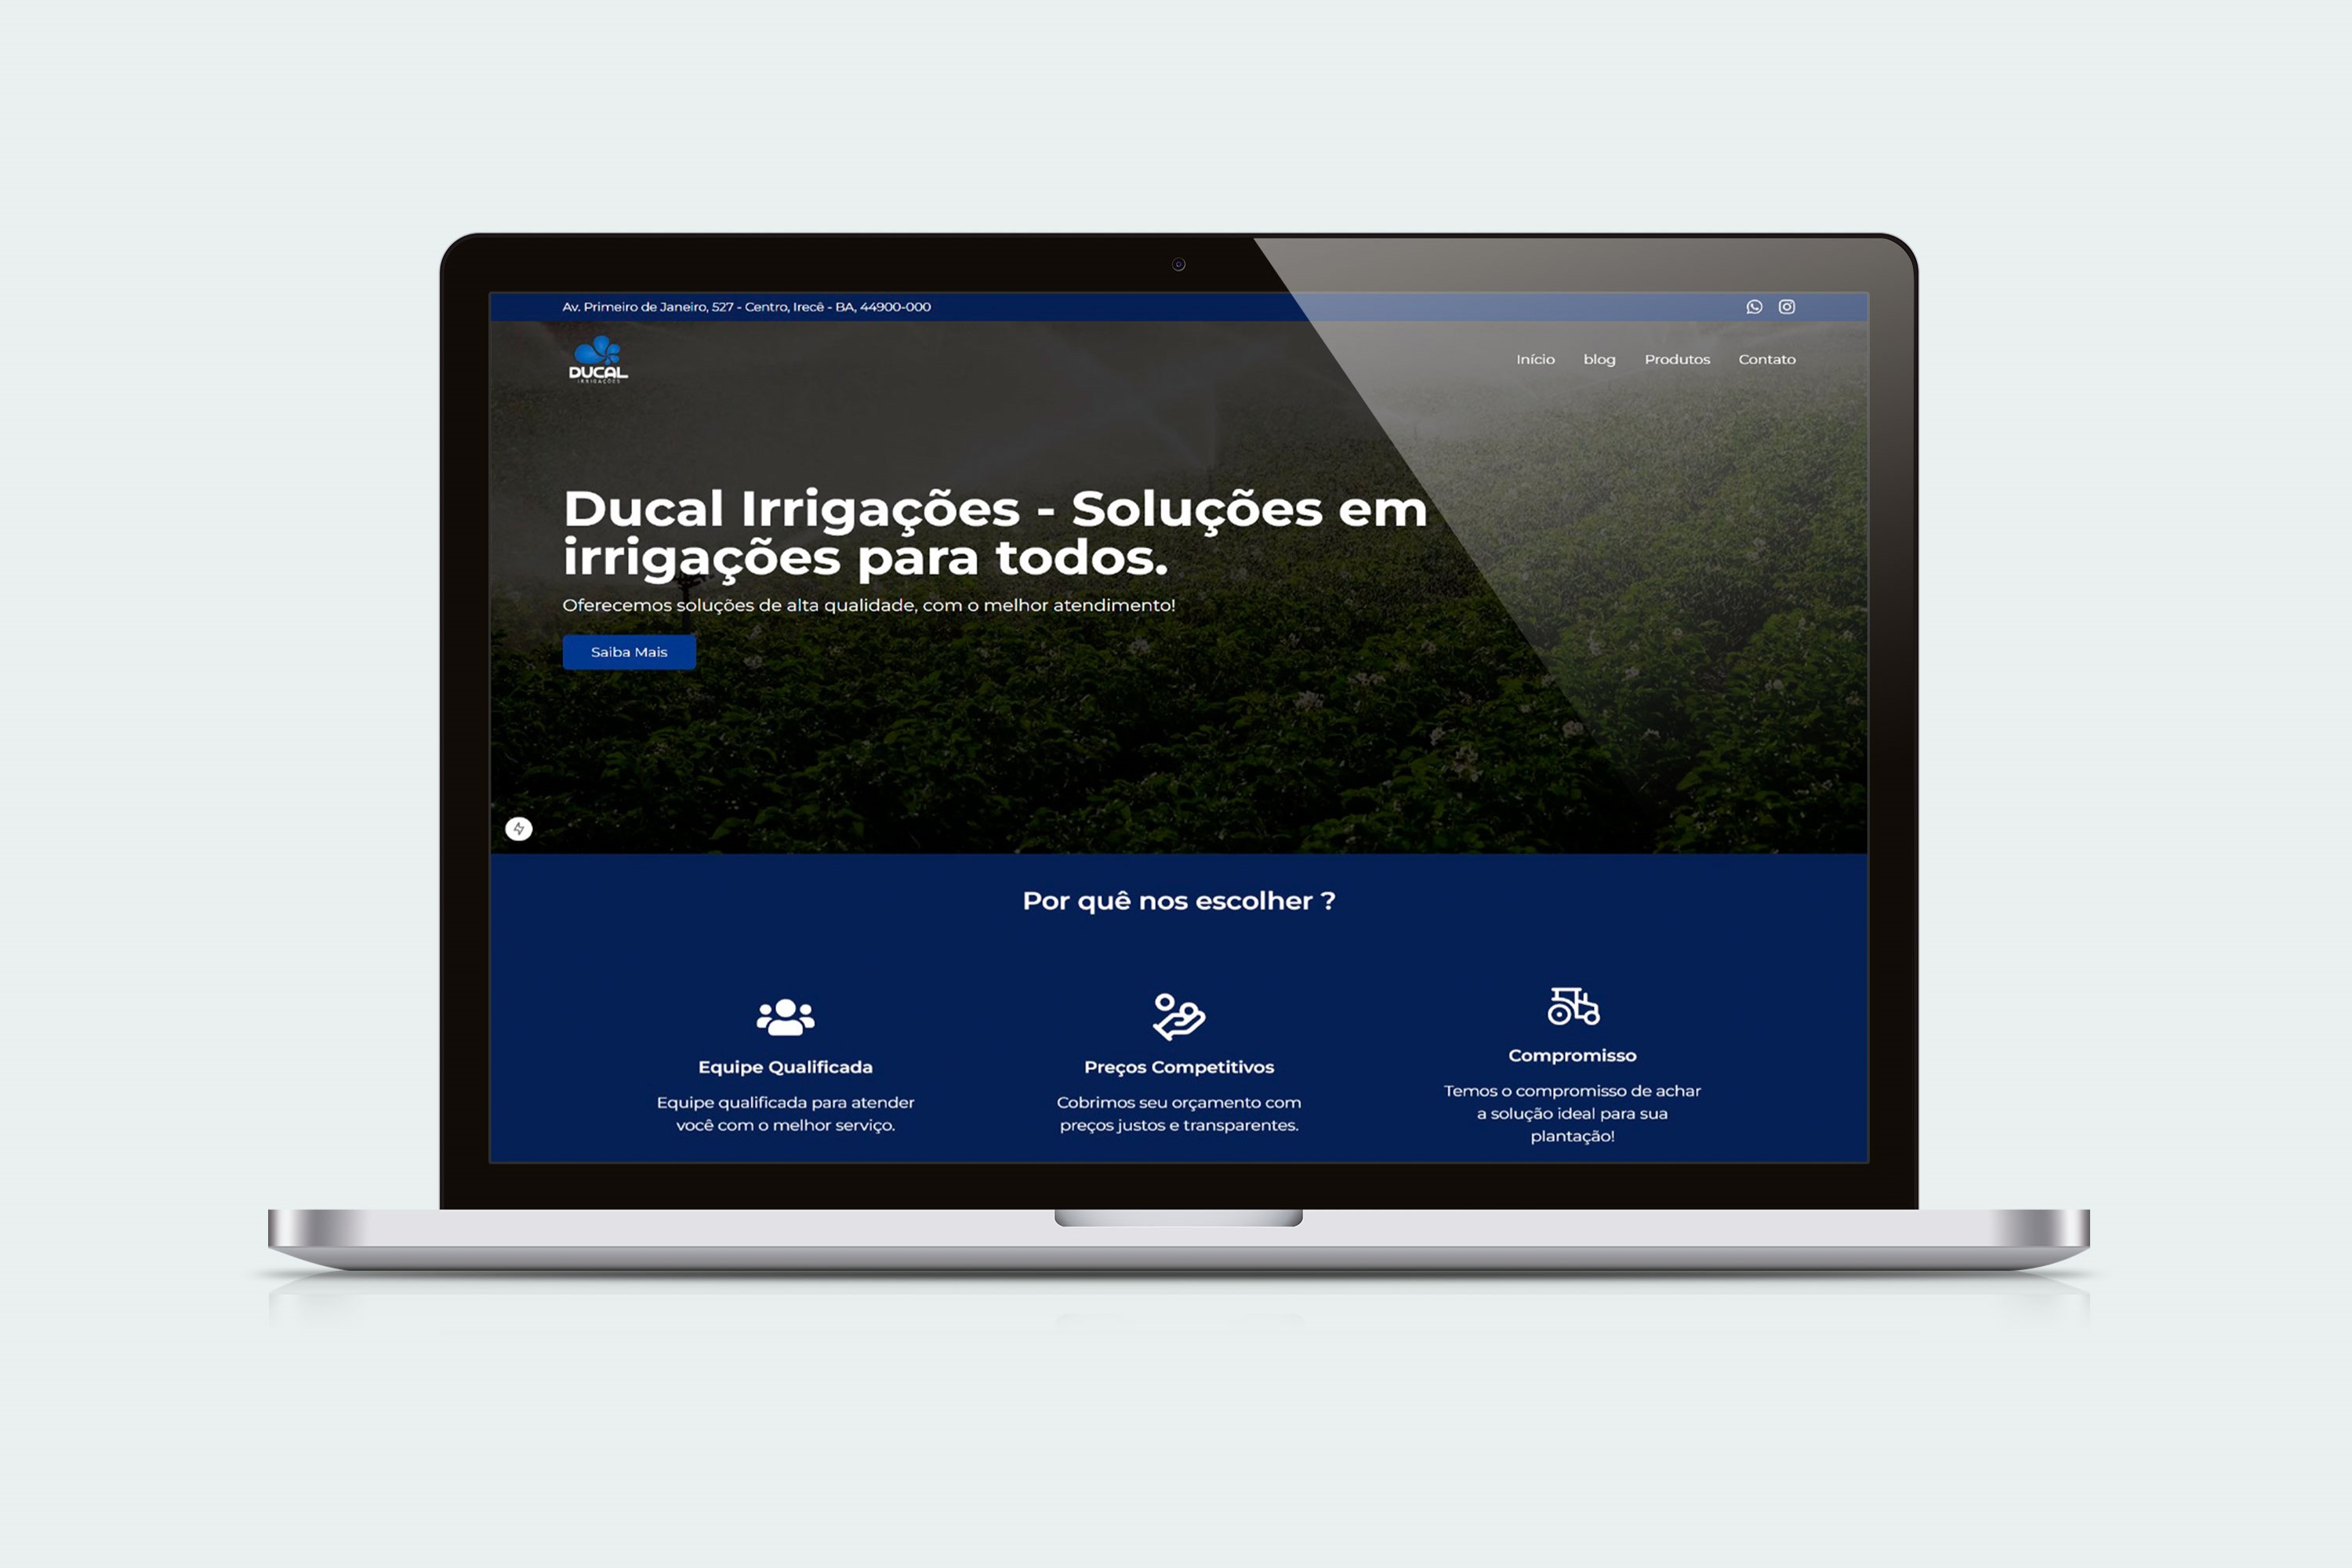 Av. Primeiro de Janeiro, 527 - Centro, Irecê - BA, 44900-000
DUCAL
IRRIGAÇÕES
Início
blog
Produtos
Contato
Ducal Irrigações - Soluções em
irrigações para todos.
Oferecemos soluções de alta qualidade, com o melhor atendimento!
Saiba Mais
Por quê nos escolher ?
Equipe Qualificada
Equipe qualificada para atender
você com o melhor serviço.
Preços Competitivos
Cobrimos seu orçamento com
preços justos e transparentes.
Compromisso
Temos o compromisso de achar
a solução ideal para sua
plantação!